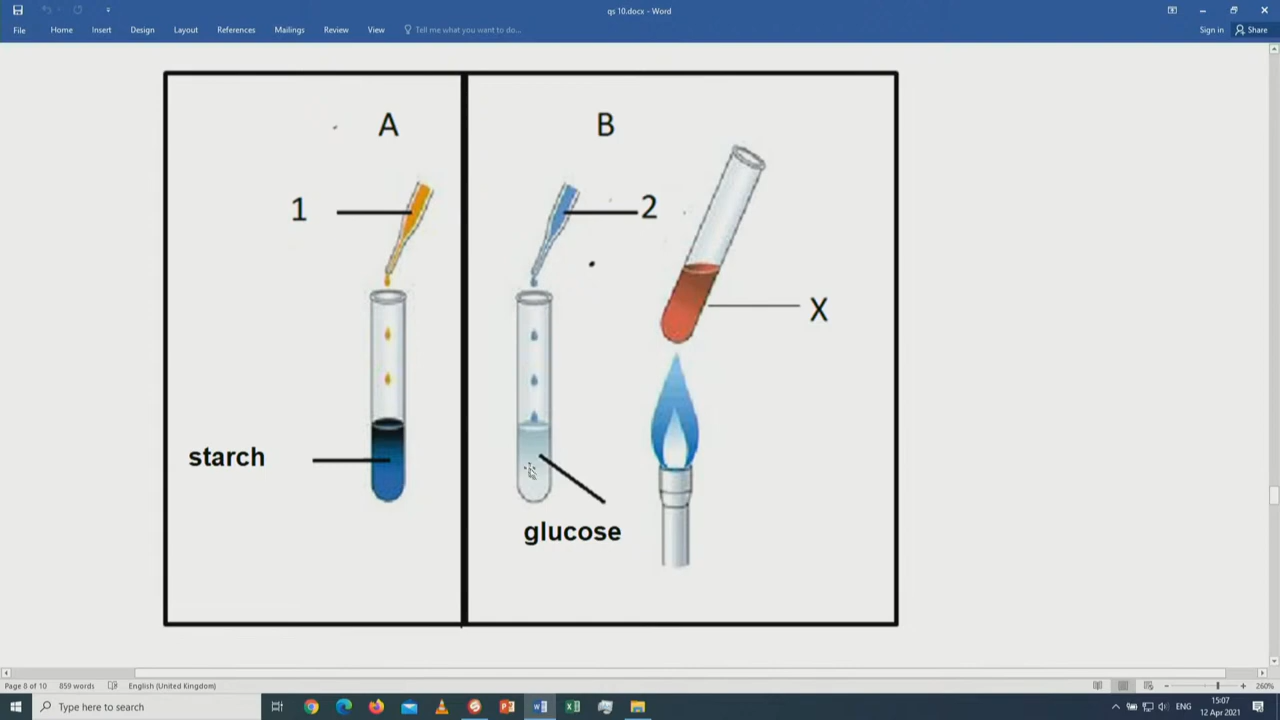 qs 10.docx - Word
File Home Insert Design Layout References Mailings Review View Tell me what you want to do... Sign in Share
A
B
1
2
X
starch
glucose
Page 8 of 10 859 words English (United Kingdom) 260%
Type here to search
ENG
15:07
12 Apr 2021